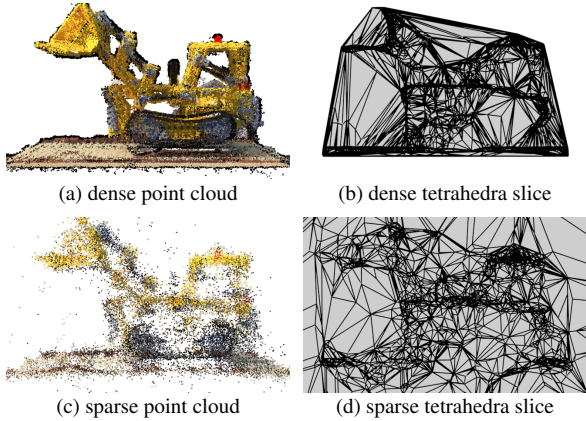 (a) dense point cloud
(b) dense tetrahedra slice
(c) sparse point cloud
(d) sparse tetrahedra slice